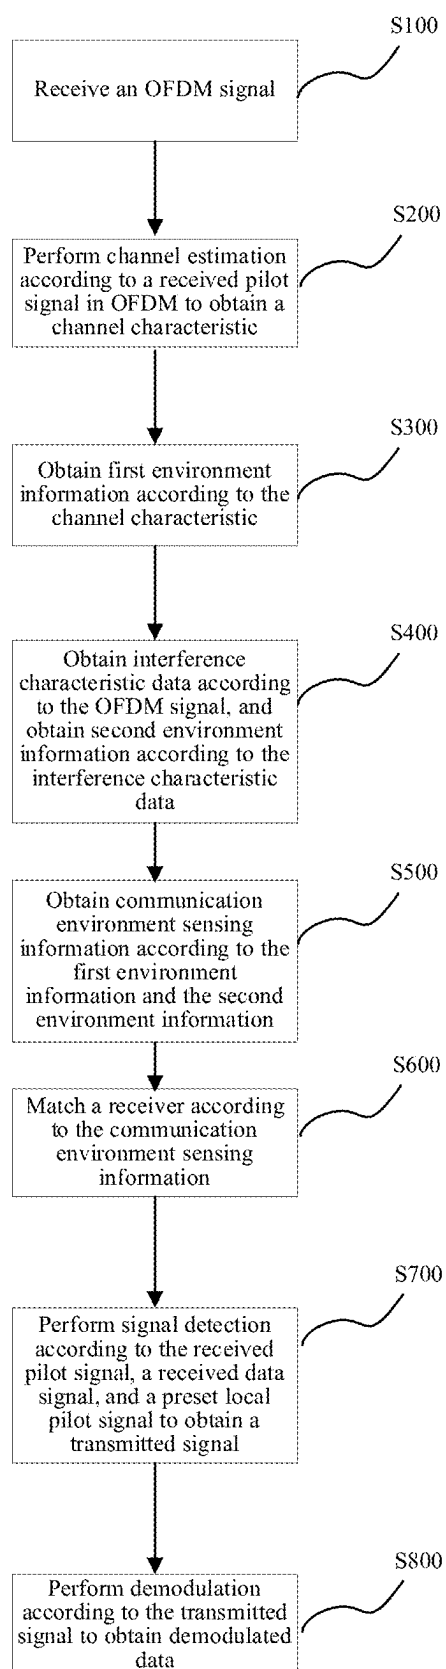 S100
Receive an OFDM signal
S200
Perform channel estimation
according to a received pilot
signal in OFDM to obtain a
channel characteristic
S300
Obtain first environment
information according to the
channel characteristic
S400
Obtain interference
characteristic data according
to the OFDM signal, and
obtain second environment
information according to the
interference characteristic
data
S500
Obtain communication
environment sensing
information according to the
first environment
information and the second
environment information
S600
Match a receiver according
to the communication
environment sensing
information
S700
Perform signal detection
according to the received
pilot signal, a received data
signal, and a preset local
pilot signal to obtain a
transmitted signal
S800
Perform demodulation
according to the transmitted
signal to obtain demodulated
data